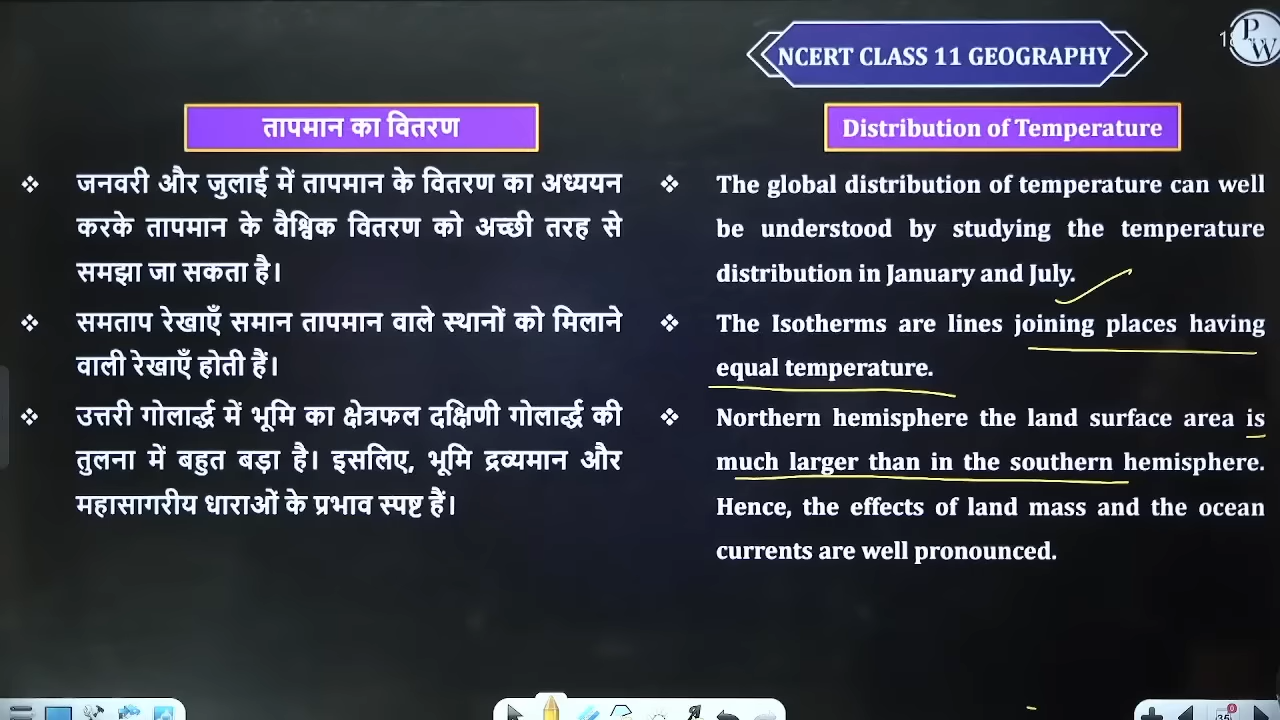 NCERT CLASS 11 GEOGRAPHY
PW
तापमान का वितरण
जनवरी और जुलाई में तापमान के वितरण का अध्ययन
करके तापमान के वैश्विक वितरण को अच्छी तरह से
समझा जा सकता है।
समताप रेखाएँ समान तापमान वाले स्थानों को मिलाने
वाली रेखाएँ होती हैं।
उत्तरी गोलार्द्ध में भूमि का क्षेत्रफल दक्षिणी गोलार्द्ध की
तुलना में बहुत बड़ा है। इसलिए, भूमि द्रव्यमान और
महासागरीय धाराओं के प्रभाव स्पष्ट हैं।
Distribution of Temperature
The global distribution of temperature can well
be understood by studying the temperature
distribution in January and July.
The Isotherms are lines joining places having
equal temperature.
Northern hemisphere the land surface area is
much larger than in the southern hemisphere.
Hence, the effects of land mass and the ocean
currents are well pronounced.
35